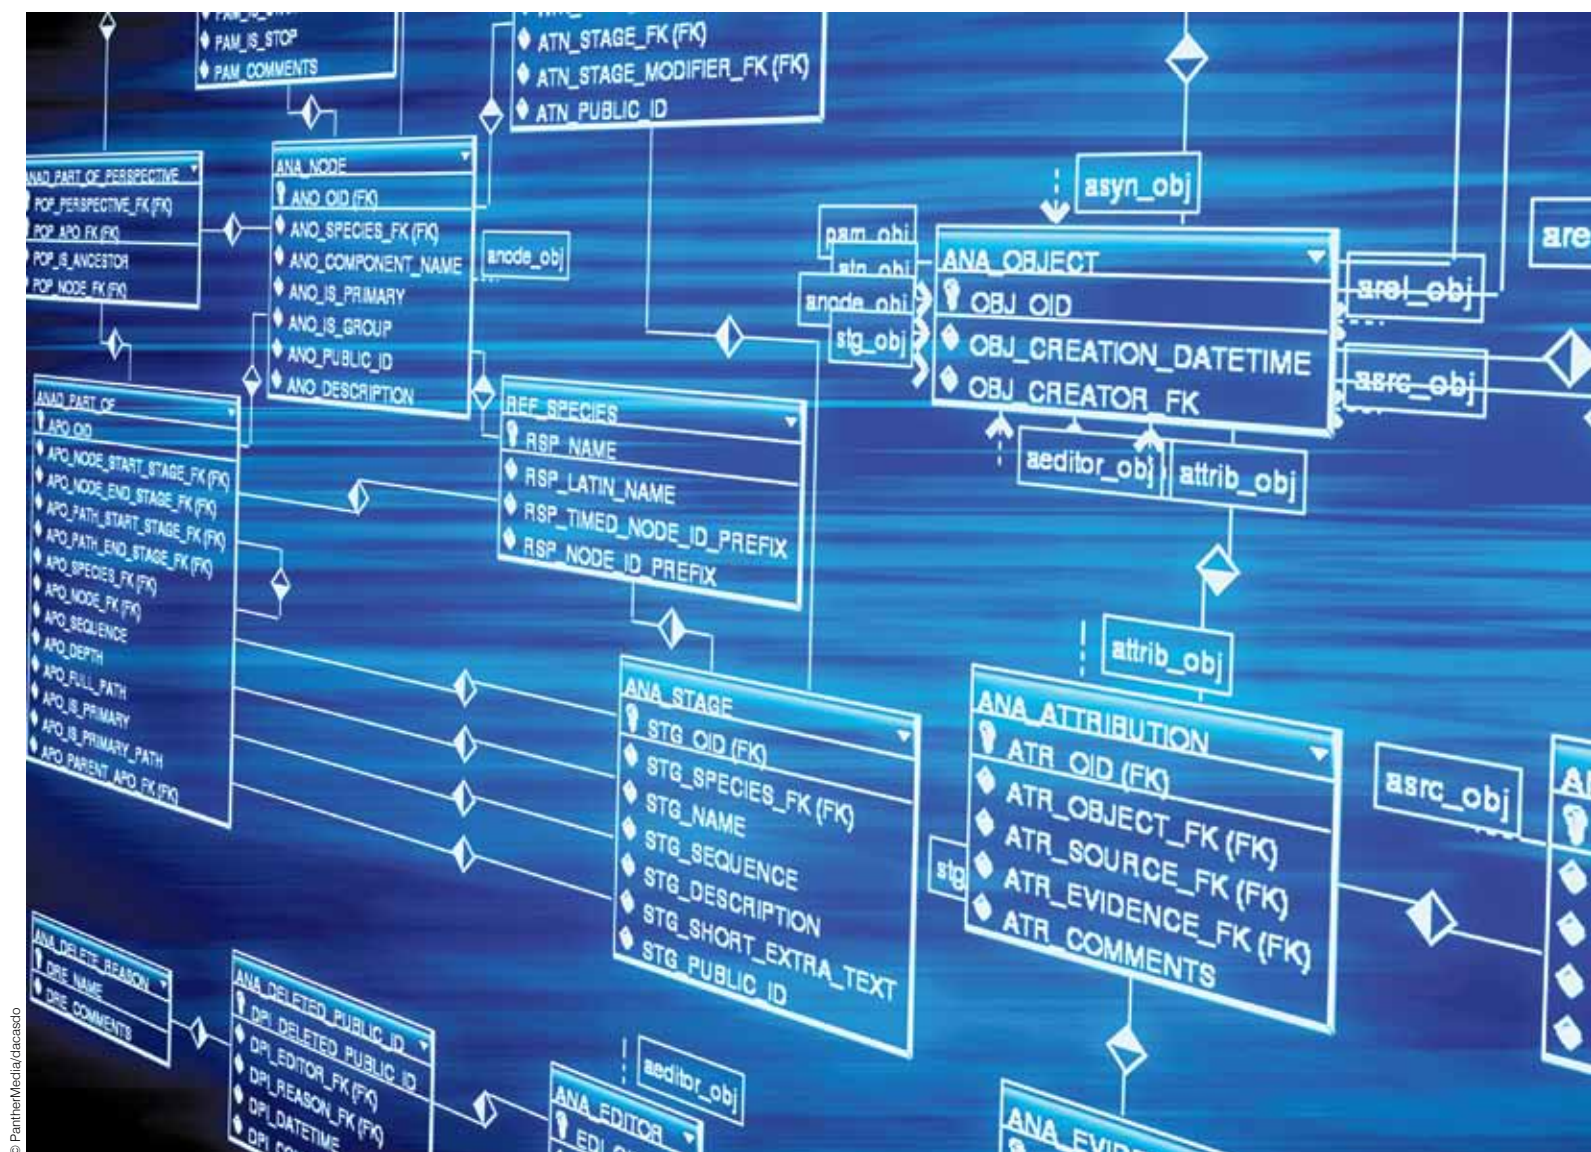 PAM_IS_STOP
PAM_COMMENTS
ATN_STAGE_FK (FK)
ATN_STAGE_MODIFIER_FK (FK)
ATN_PUBLIC_ID
ANAD_PART_OF_PERSPECTIVE
POP_PERSPECTIVE_FK (FK)
POP_APO_FK (FK)
POP_IS_ANCESTOR
POP_NODE_FK (FK)
ANA_NODE
ANO_OID (FK)
ANO_SPECIES_FK (FK)
ANO_COMPONENT_NAME
ANO_IS_PRIMARY
ANO_IS_GROUP
ANO_PUBLIC_ID
ANO_DESCRIPTION
anode_obj
asyn_obj
pam_obj
atn_obj
anode_obj
stg_obj
ANA_OBJECT
OBJ_OID
OBJ_CREATION_DATETIME
OBJ_CREATOR_FK
are
arel_obj
asrc_obj
aeditor_obj
attrib_obj
ANAD_PART_OF
APO_OID
APO_NODE_START_STAGE_FK (FK)
APO_NODE_END_STAGE_FK (FK)
APO_PATH_START_STAGE_FK (FK)
APO_PATH_END_STAGE_FK (FK)
APO_SPECIES_FK (FK)
APO_NODE_FK (FK)
APO_SEQUENCE
APO_DEPTH
APO_FULL_PATH
APO_IS_PRIMARY
APO_IS_PRIMARY_PATH
APO_PARENT_APO_FK (FK)
REF_SPECIES
RSP_NAME
RSP_LATIN_NAME
RSP_TIMED_NODE_ID_PREFIX
RSP_NODE_ID_PREFIX
attrib_obj
ANA_STAGE
STG_OID (FK)
STG_SPECIES_FK (FK)
STG_NAME
STG_SEQUENCE
STG_DESCRIPTION
STG_SHORT_EXTRA_TEXT
STG_PUBLIC_ID
stg
ANA_ATTRIBUTION
ATR_OID (FK)
ATR_OBJECT_FK (FK)
ATR_SOURCE_FK (FK)
ATR_EVIDENCE_FK (FK)
ATR_COMMENTS
asrc_obj
ANA_DELETE_REASON
DRE_NAME
DRE_COMMENTS
ANA_DELETED_PUBLIC_ID
DPI_DELETED_PUBLIC_ID
DPI_EDITOR_FK (FK)
DPI_REASON_FK (FK)
DPI_DATETIME
aeditor_obj
ANA_EDITOR
© PantherMedia/dacasdo